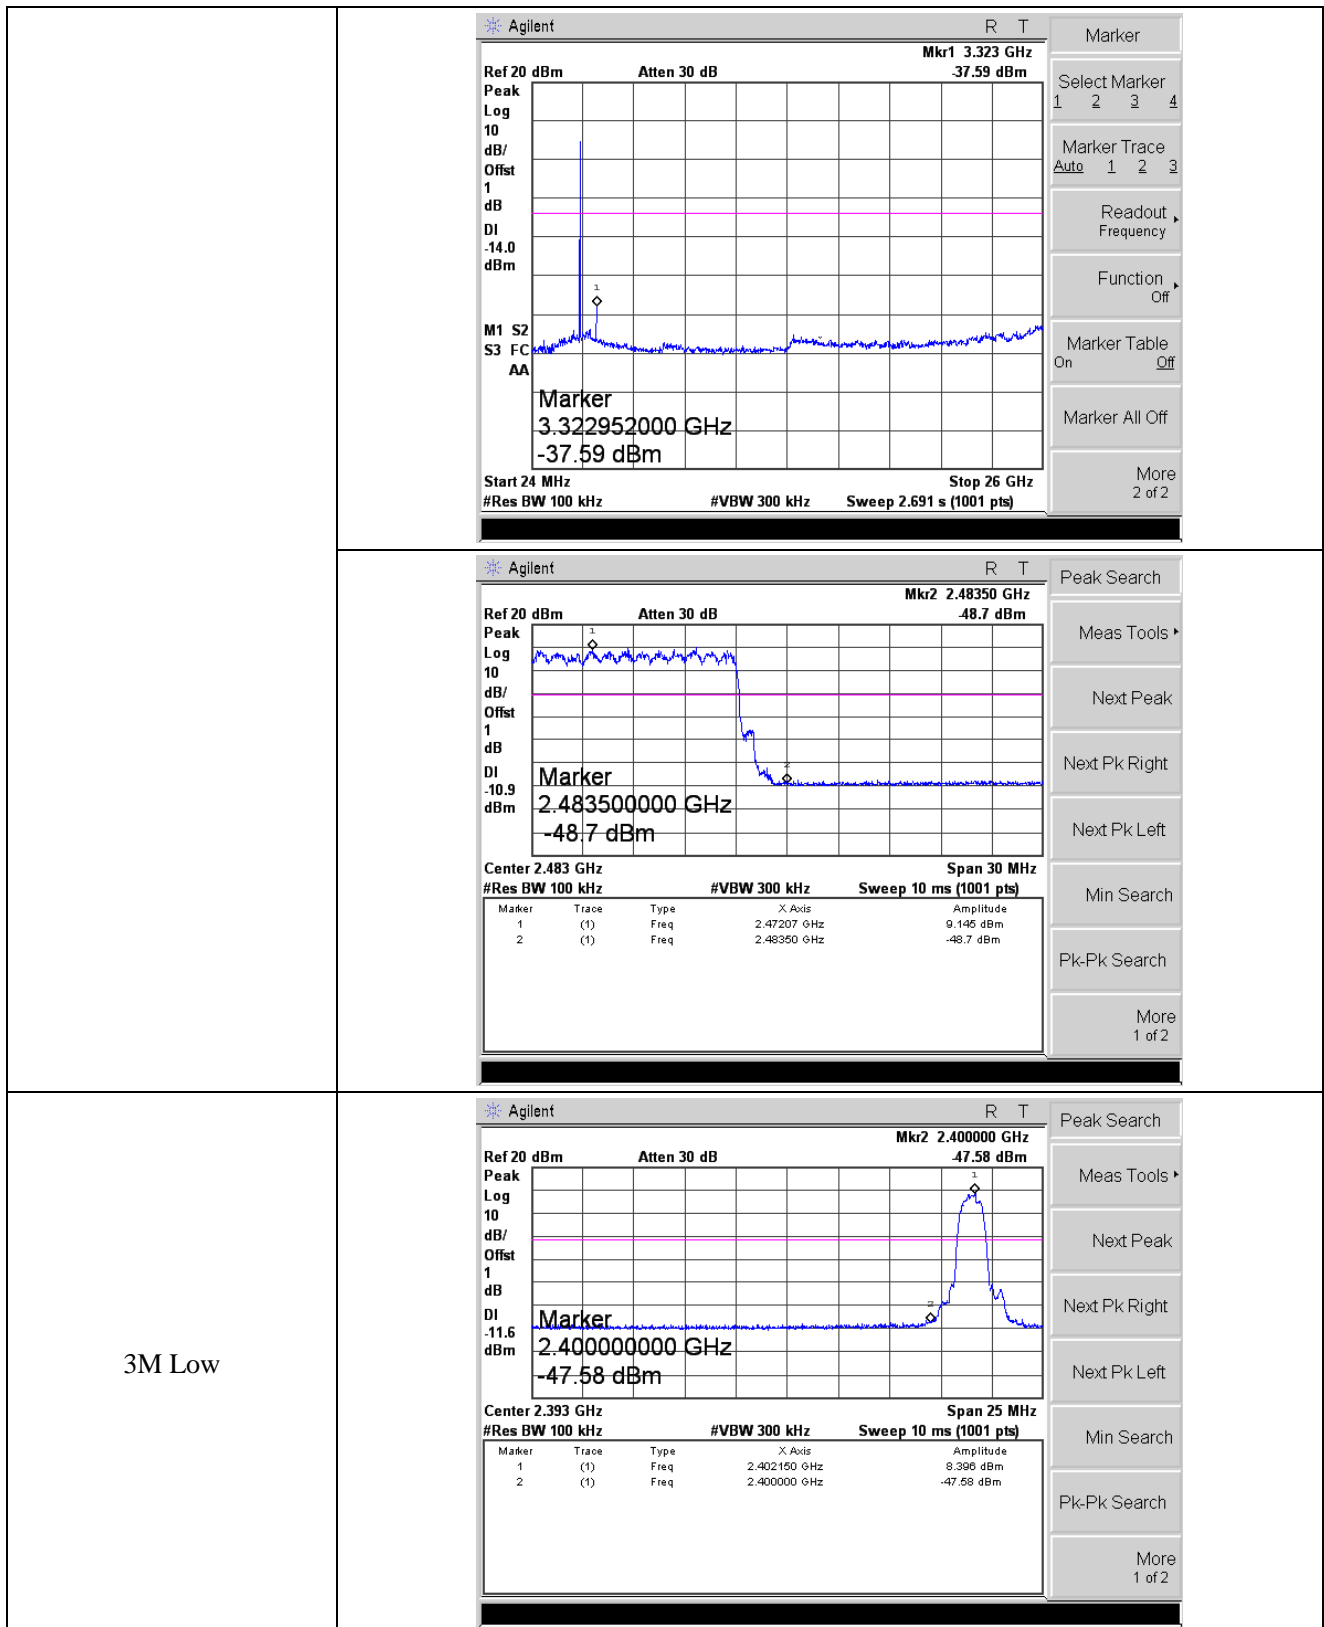 Agilent R T
Marker
Mkr1 3.323 GHz
Ref 20 dBm Atten 30 dB -37.59 dBm
Peak
Log
10
dB/
Offst
1
dB
DI
-14.0
dBm
M1 S2
S3 FC
AA
1
Marker
3.322952000 GHz
-37.59 dBm
Start 24 MHz Stop 26 GHz
#Res BW 100 kHz #VBW 300 kHz Sweep 2.691 s (1001 pts)
Select Marker
1 2 3 4
Marker Trace
Auto 1 2 3
Readout
Frequency
Function
Off
Marker Table
On Off
Marker All Off
More
2 of 2
Agilent R T
Peak Search
Mkr2 2.48350 GHz
Ref 20 dBm Atten 30 dB -48.7 dBm
Peak
Log
10
dB/
Offst
1
dB
DI
-10.9
dBm
1
2
Marker
2.483500000 GHz
-48.7 dBm
Center 2.483 GHz Span 30 MHz
#Res BW 100 kHz #VBW 300 kHz Sweep 10 ms (1001 pts)
Marker Trace Type X Axis Amplitude
1 (1) Freq 2.47207 GHz 9.145 dBm
2 (1) Freq 2.48350 GHz -48.7 dBm
Meas Tools
Next Peak
Next Pk Right
Next Pk Left
Min Search
Pk-Pk Search
More
1 of 2
3M Low
Agilent R T
Peak Search
Mkr2 2.400000 GHz
Ref 20 dBm Atten 30 dB -47.58 dBm
Peak
Log
10
dB/
Offst
1
dB
DI
-11.6
dBm
1
2
Marker
2.400000000 GHz
-47.58 dBm
Center 2.393 GHz Span 25 MHz
#Res BW 100 kHz #VBW 300 kHz Sweep 10 ms (1001 pts)
Marker Trace Type X Axis Amplitude
1 (1) Freq 2.402150 GHz 8.396 dBm
2 (1) Freq 2.400000 GHz -47.58 dBm
Meas Tools
Next Peak
Next Pk Right
Next Pk Left
Min Search
Pk-Pk Search
More
1 of 2